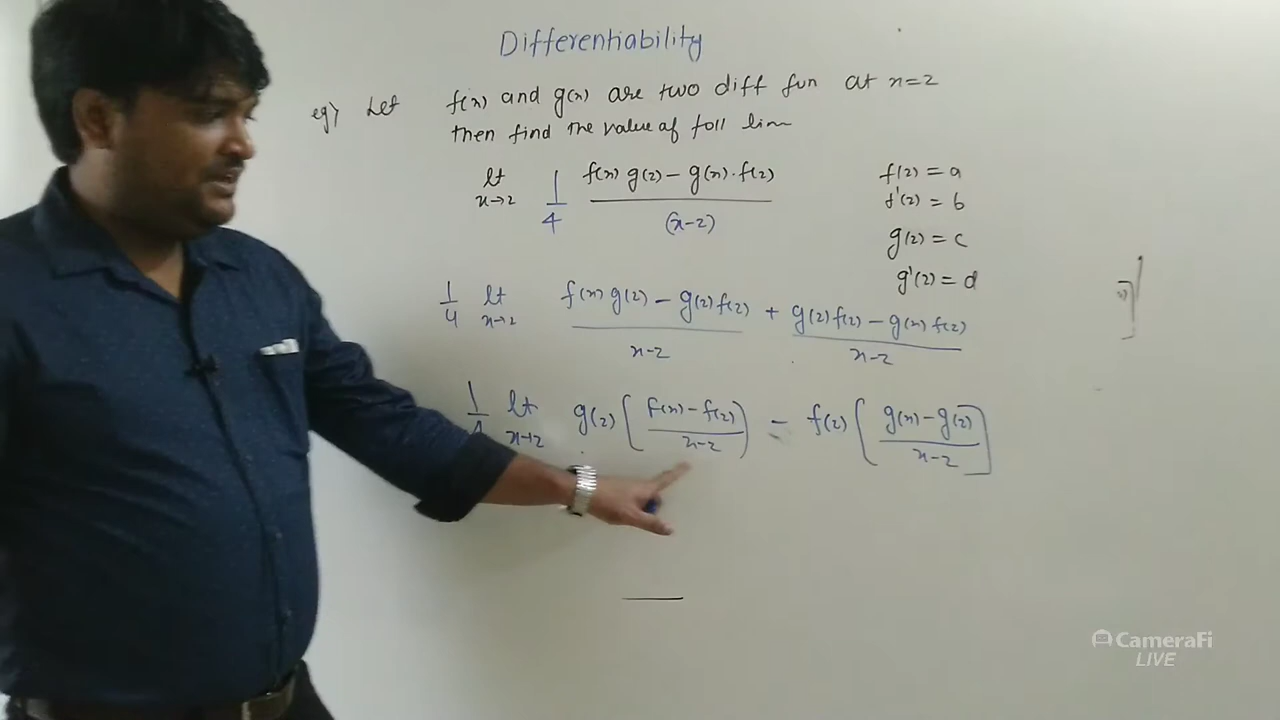 Differentiability
eg) Let f(x) and g(x) are two diff fun at x=2
then find the value of foll lim
lt x→2 1/4 (f(x) g(2) - g(x).f(2))/(x-2)
f(2) = a
f'(2) = b
g(2) = c
g'(2) = d
1/4 lt x→2 (f(x) g(2) - g(2) f(2))/(x-2) + (g(2) f(2) - g(x) f(2))/(x-2)
1/4 lt x→2 g(2) [(f(x) - f(2))/(x-2)] - f(2) [(g(x) - g(2))/(x-2)]
CameraFi
LIVE